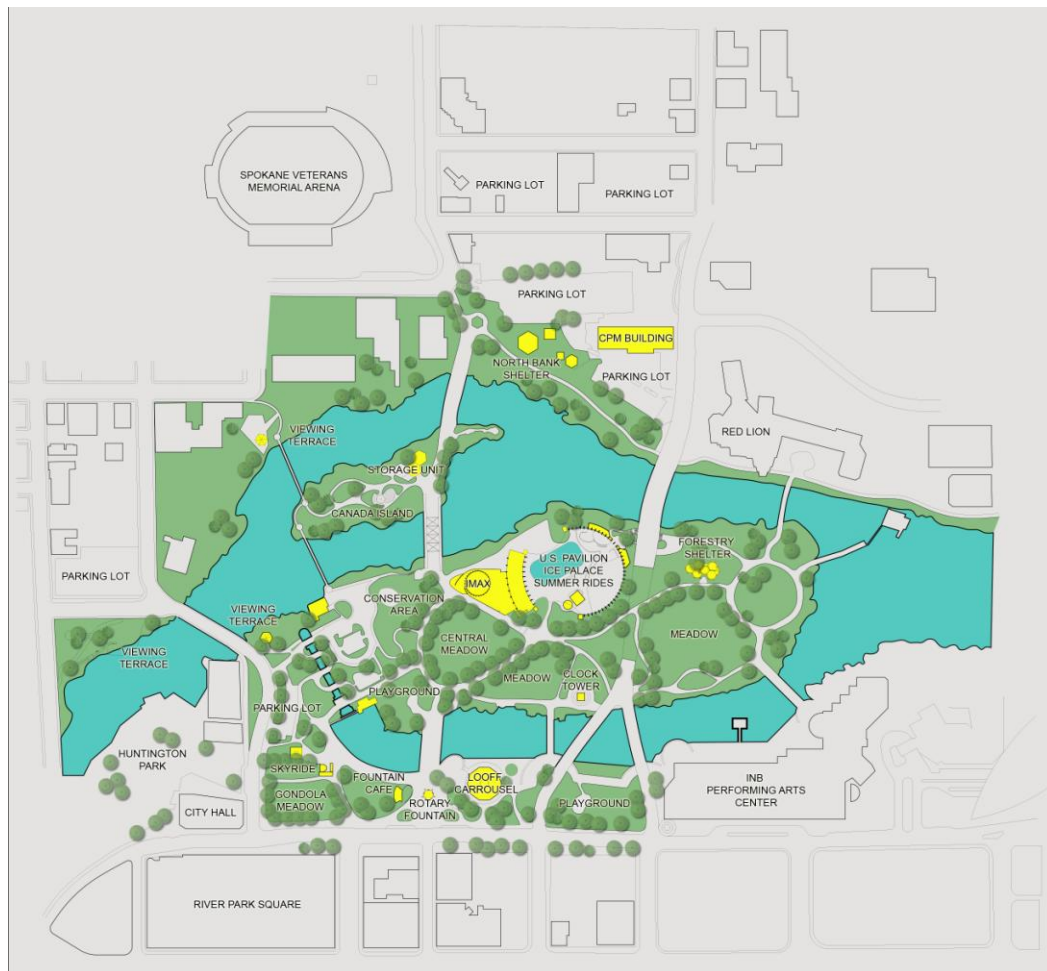 SPOKANE VETERANS
MEMORIAL ARENA
PARKING LOT
PARKING LOT
PARKING LOT
CPM BUILDING
NORTH BANK
SHELTER
PARKING LOT
VIEWING
TERRACE
RED LION
STORAGE UNIT
CANADA ISLAND
FORESTRY
SHELTER
U.S. PAVILION
ICE PALACE
SUMMER RIDES
IMAX
PARKING LOT
CONSERVATION
AREA
VIEWING
TERRACE
CENTRAL
MEADOW
MEADOW
VIEWING
TERRACE
MEADOW
CLOCK
TOWER
PLAYGROUND
PARKING LOT
HUNTINGTON
PARK
SKYRIDE
FOUNTAIN
CAFE
LOOFF
CARROUSEL
INB
PERFORMING ARTS
CENTER
GONDOLA
MEADOW
ROTARY
FOUNTAIN
PLAYGROUND
CITY HALL
RIVER PARK SQUARE